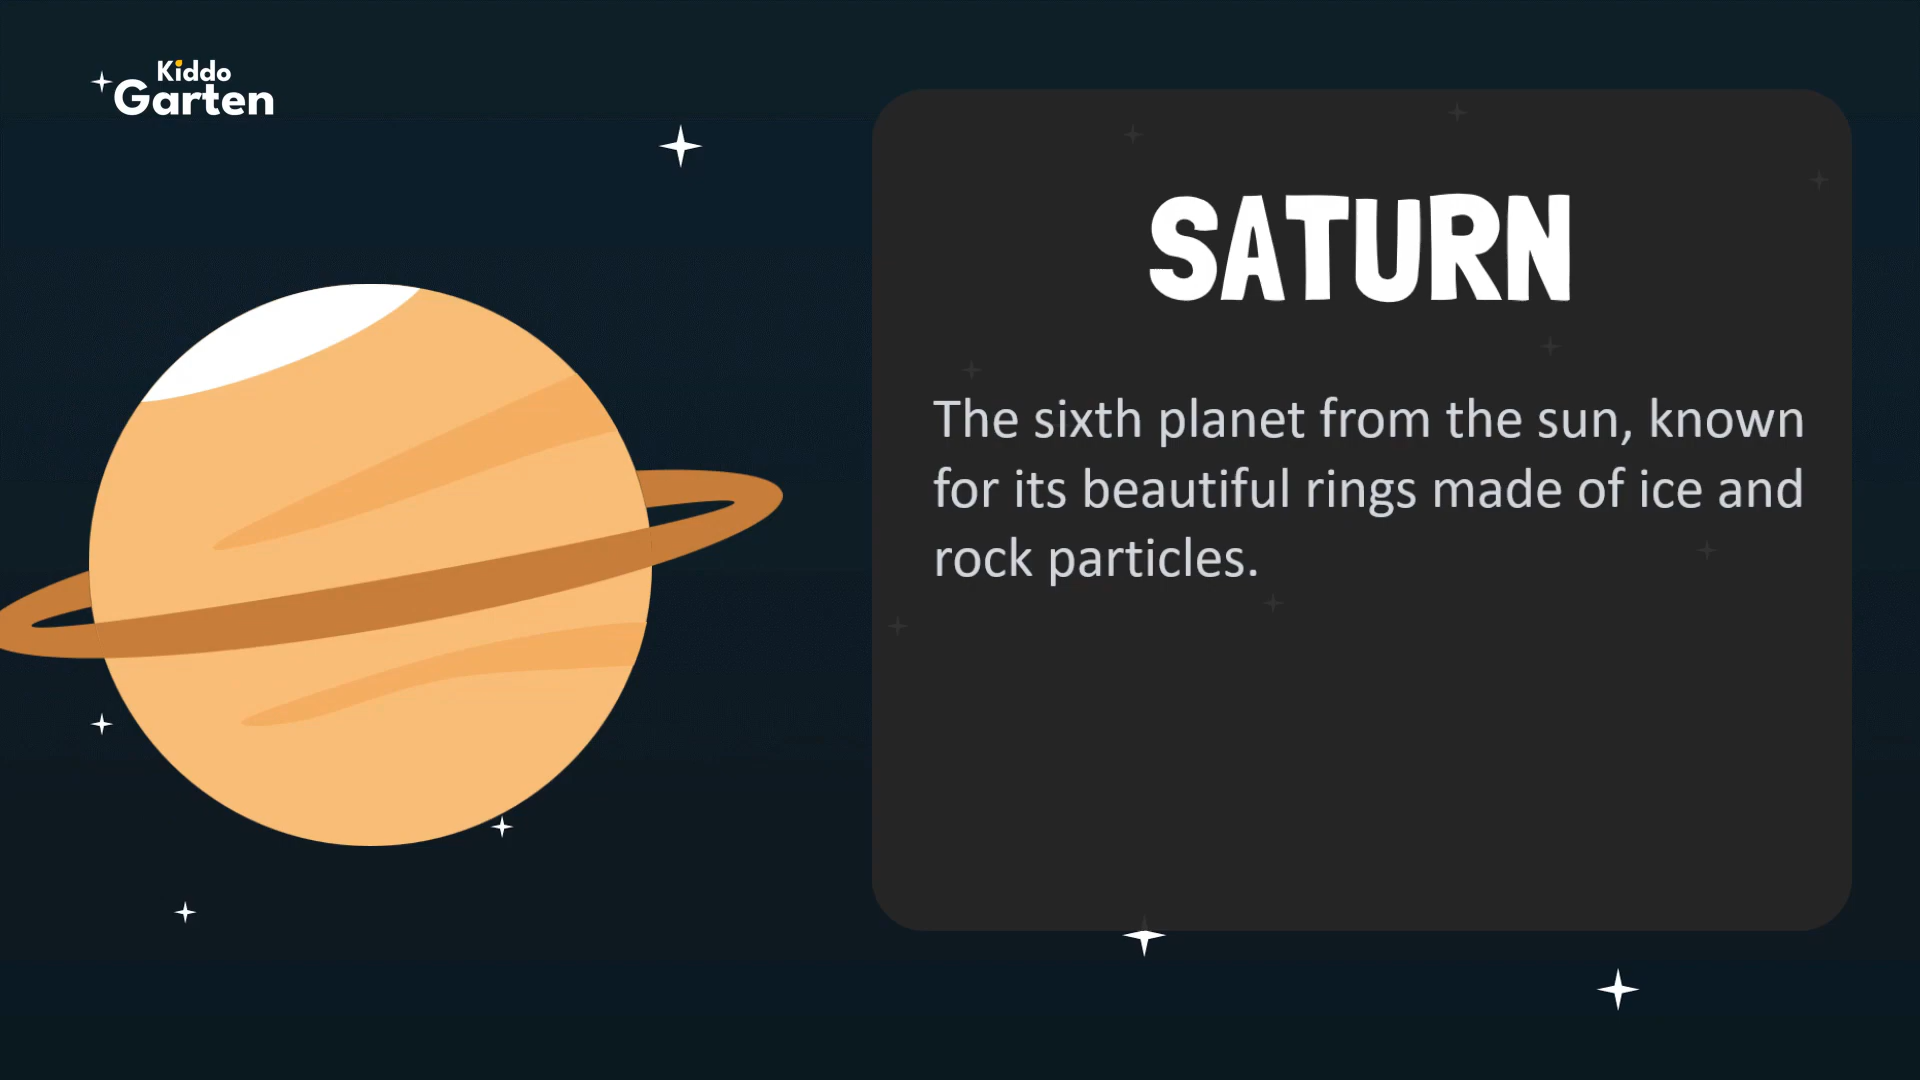 Kiddo
Garten
SATURN
The sixth planet from the sun, known
for its beautiful rings made of ice and
rock particles.